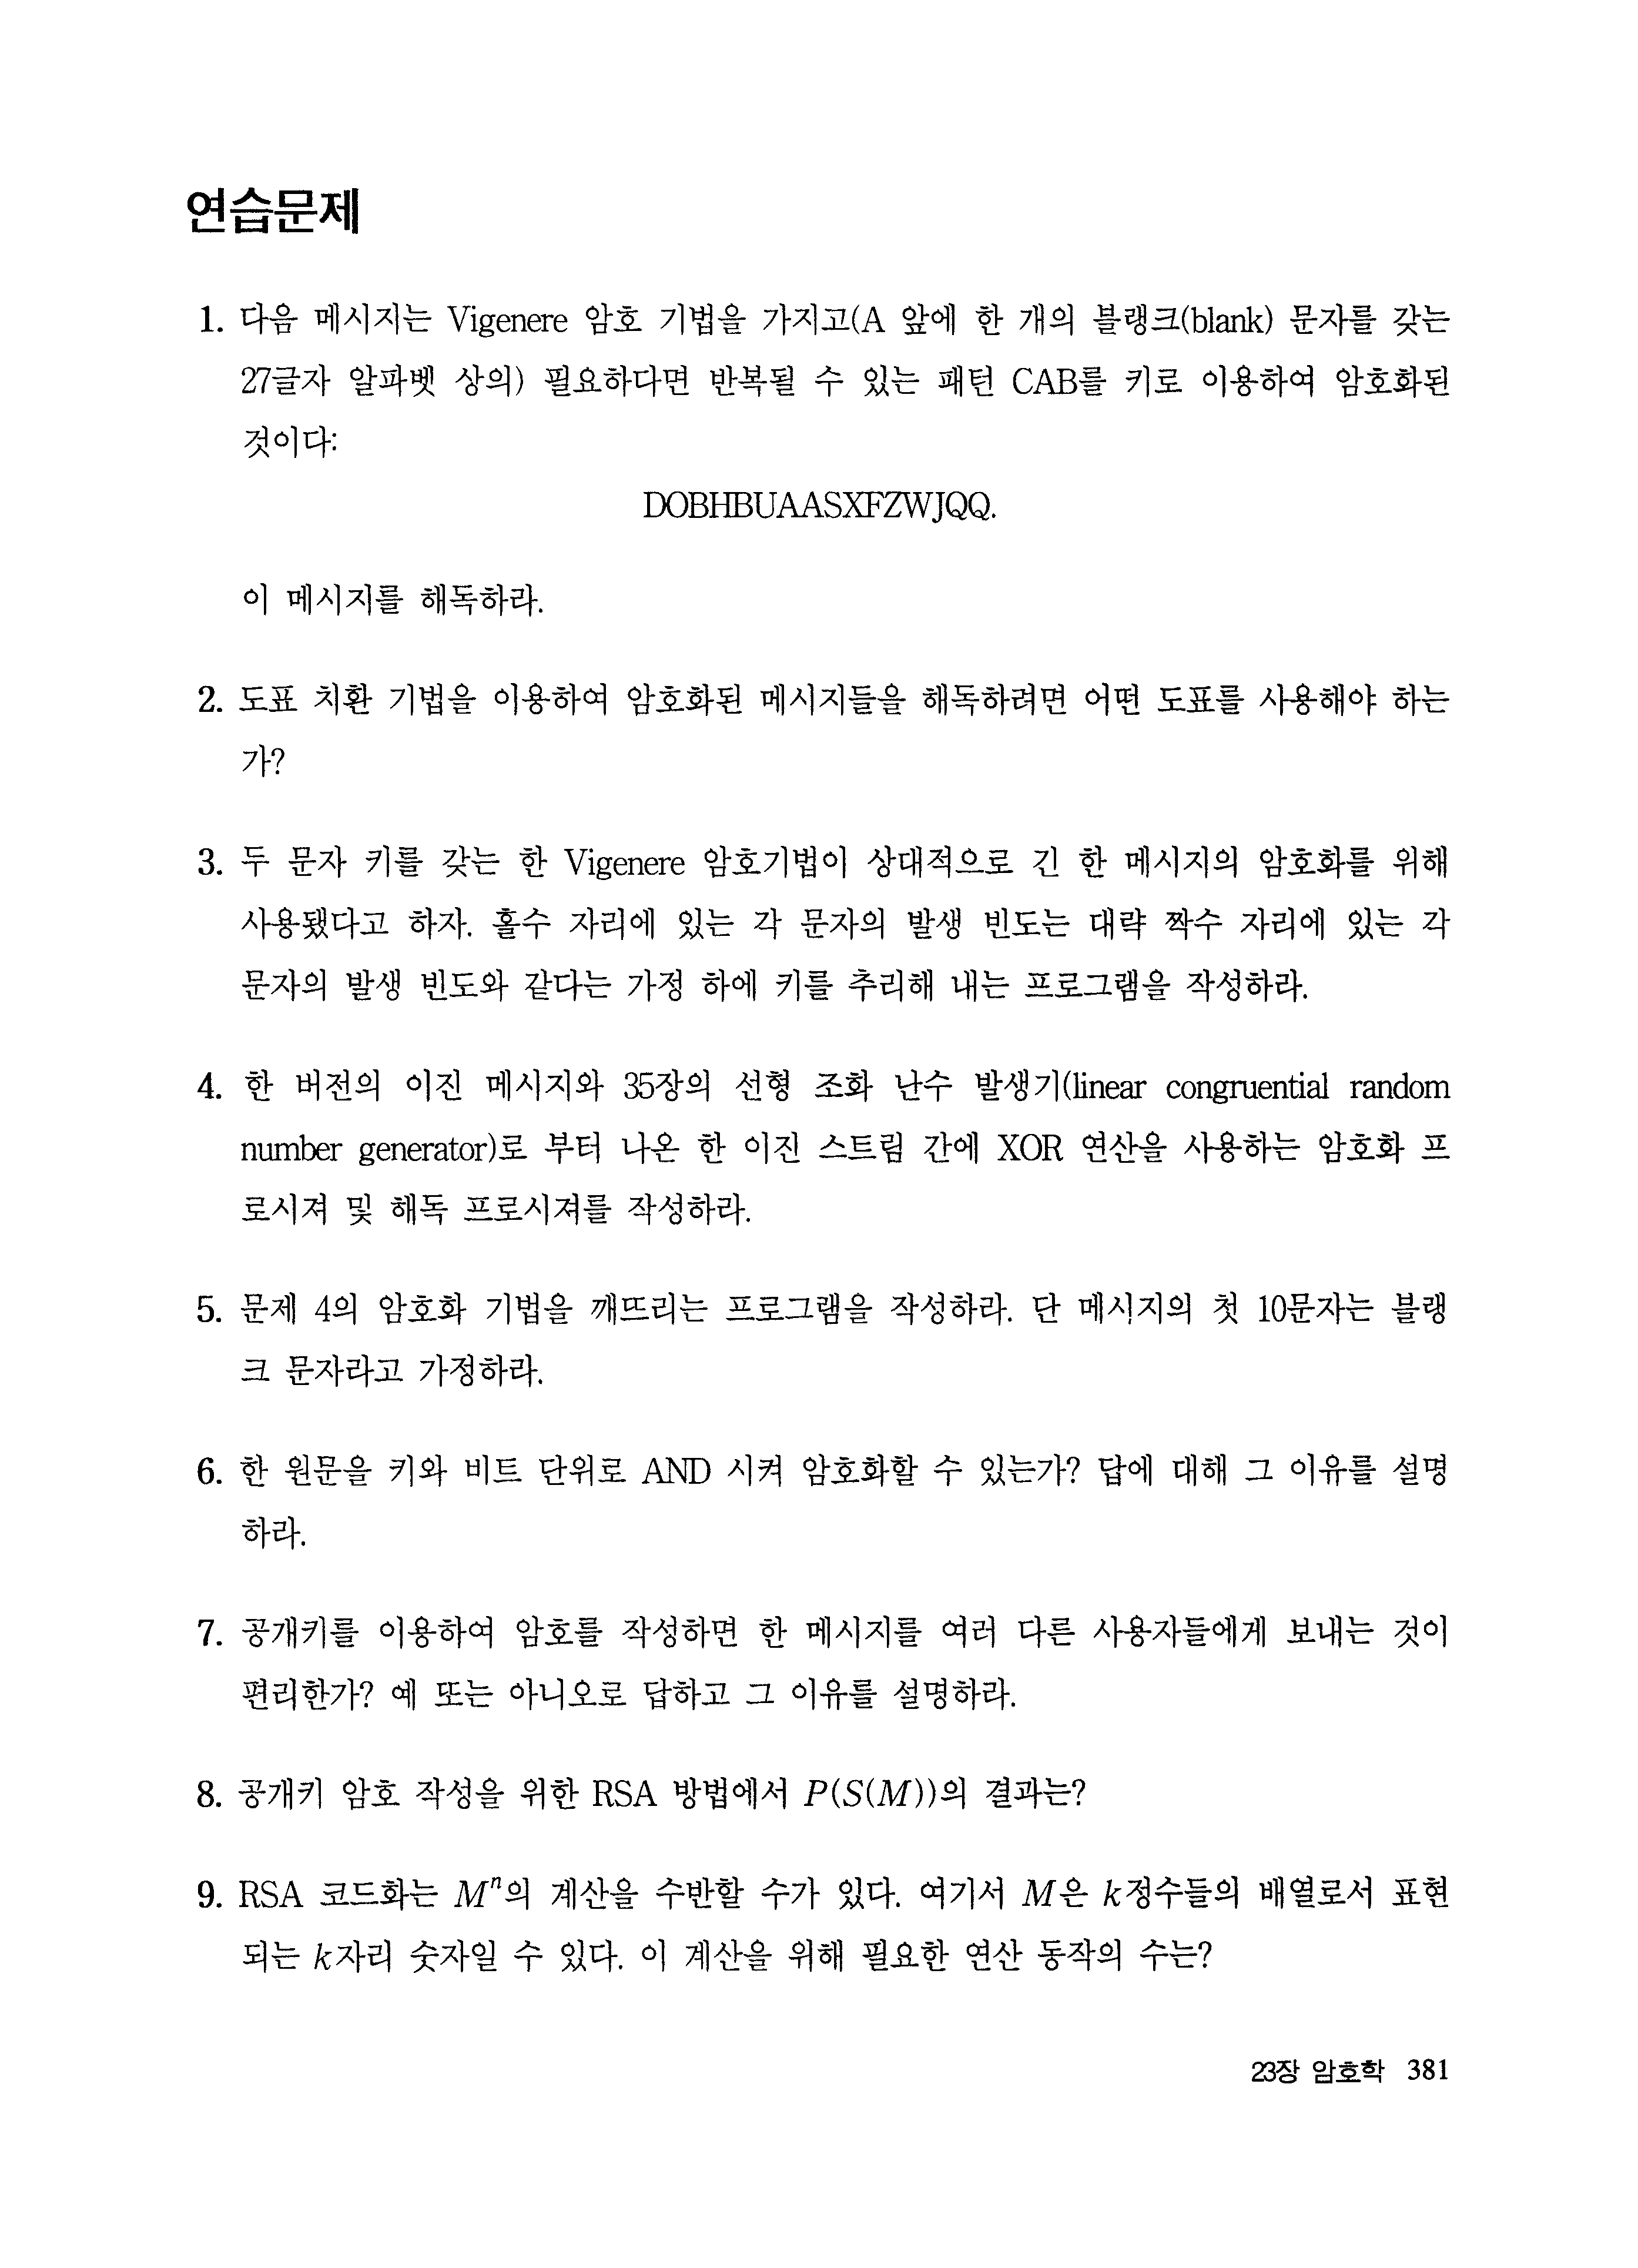 연습문제
1. 다음 메시지는 Vigenere 암호 기법을 가지고(A 앞에 한 개의 블랭크(blank) 문자를 갖는
27글자 알파벳 상의) 필요하다면 반복될 수 있는 패턴 CAB를 키로 이용하여 암호화된
것이다:
DOBHBUAASXFZWJQQ.
이 메시지를 해독하라.
2. 도표 치환 기법을 이용하여 암호화된 메시지들을 해독하려면 어떤 도표를 사용해야 하는
가?
3. 두 문자 키를 갖는 한 Vigenere 암호기법이 상대적으로 긴 한 메시지의 암호화를 위해
사용됐다고 하자. 홀수 자리에 있는 각 문자의 발생 빈도는 대략 짝수 자리에 있는 각
문자의 발생 빈도와 같다는 가정 하에 키를 추리해 내는 프로그램을 작성하라.
4. 한 버전의 이진 메시지와 35장의 선형 조화 난수 발생기(linear congruential random
number generator)로 부터 나온 한 이진 스트림 간에 XOR 연산을 사용하는 암호화 프
로시져 및 해독 프로시져를 작성하라.
5. 문제 4의 암호화 기법을 깨뜨리는 프로그램을 작성하라. 단 메시지의 첫 10문자는 블랭
크 문자라고 가정하라.
6. 한 원문을 키와 비트 단위로 AND 시켜 암호화할 수 있는가? 답에 대해 그 이유를 설명
하라.
7. 공개키를 이용하여 암호를 작성하면 한 메시지를 여러 다른 사용자들에게 보내는 것이
편리한가? 예 또는 아니오로 답하고 그 이유를 설명하라.
8. 공개키 암호 작성을 위한 RSA 방법에서 P(S(M))의 결과는?
9. RSA 코드화는 Mⁿ의 계산을 수반할 수가 있다. 여기서 M은 k정수들의 배열로서 표현
되는 k자리 숫자일 수 있다. 이 계산을 위해 필요한 연산 동작의 수는?
23장 암호학 381